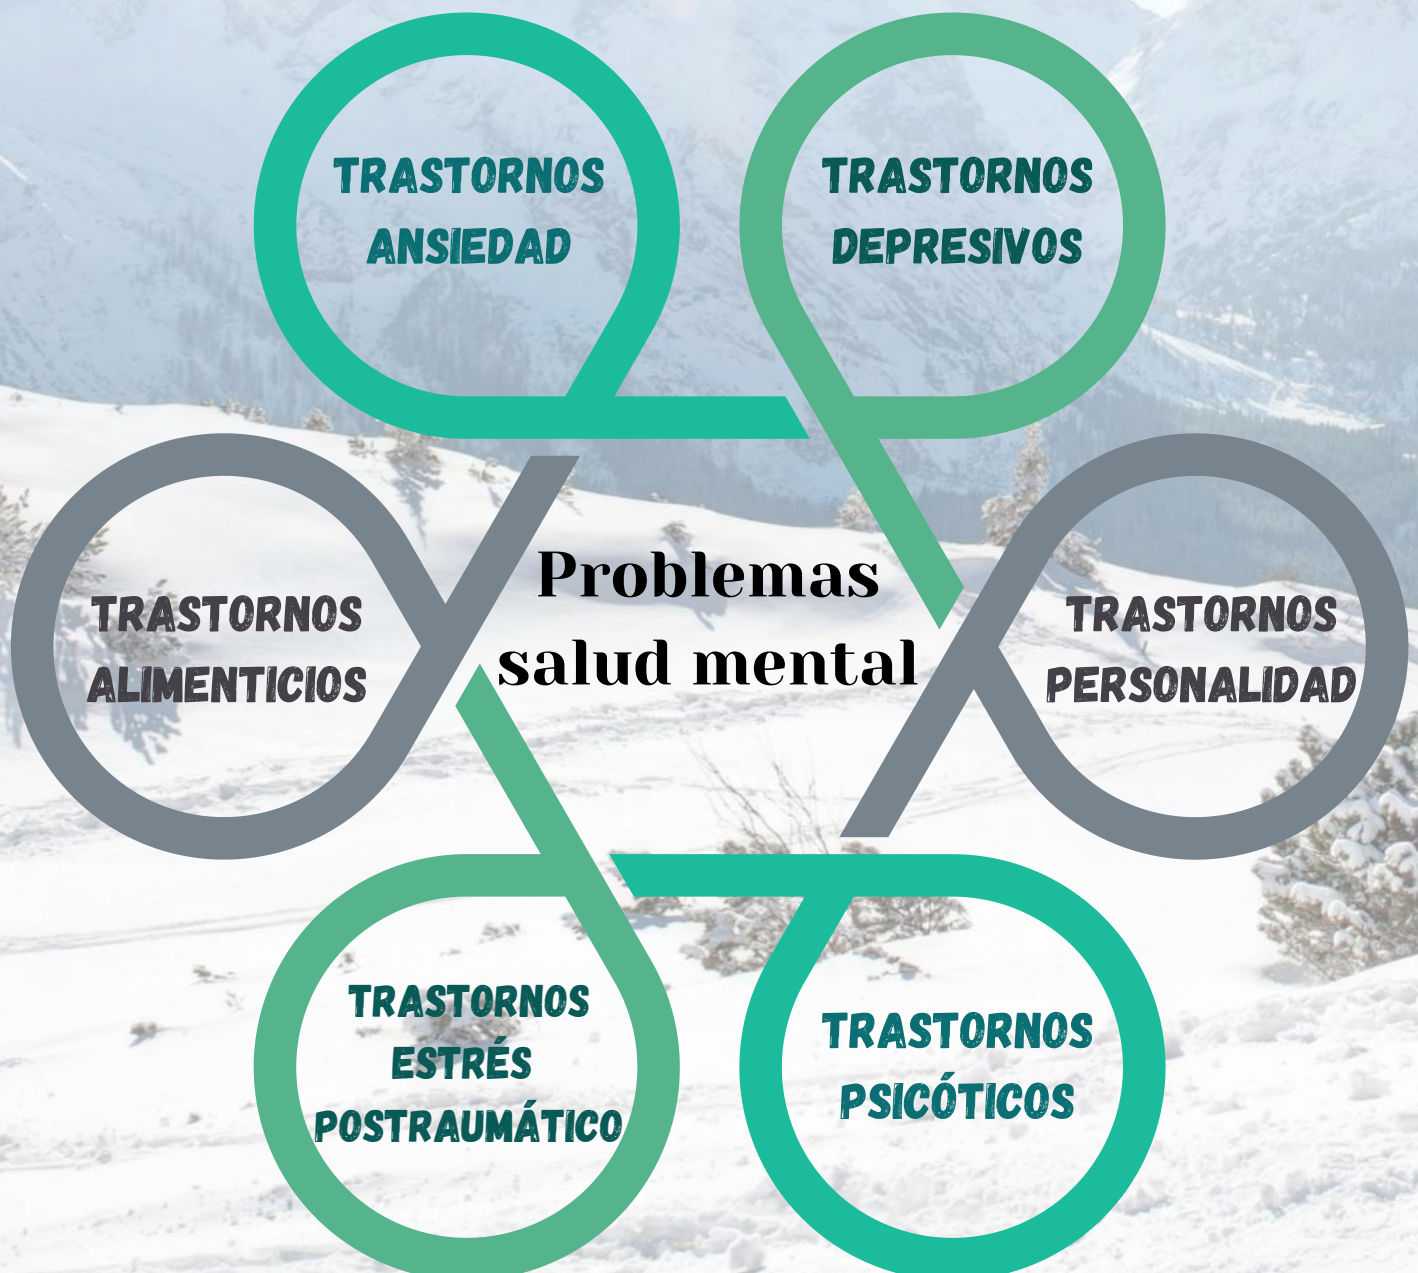 TRASTORNOS
ANSIEDAD
TRASTORNOS
DEPRESIVOS
Problemas
salud mental
TRASTORNOS
ALIMENTICIOS
TRASTORNOS
PERSONALIDAD
TRASTORNOS
ESTRÉS
POSTRAUMÁTICO
TRASTORNOS
PSICÓTICOS